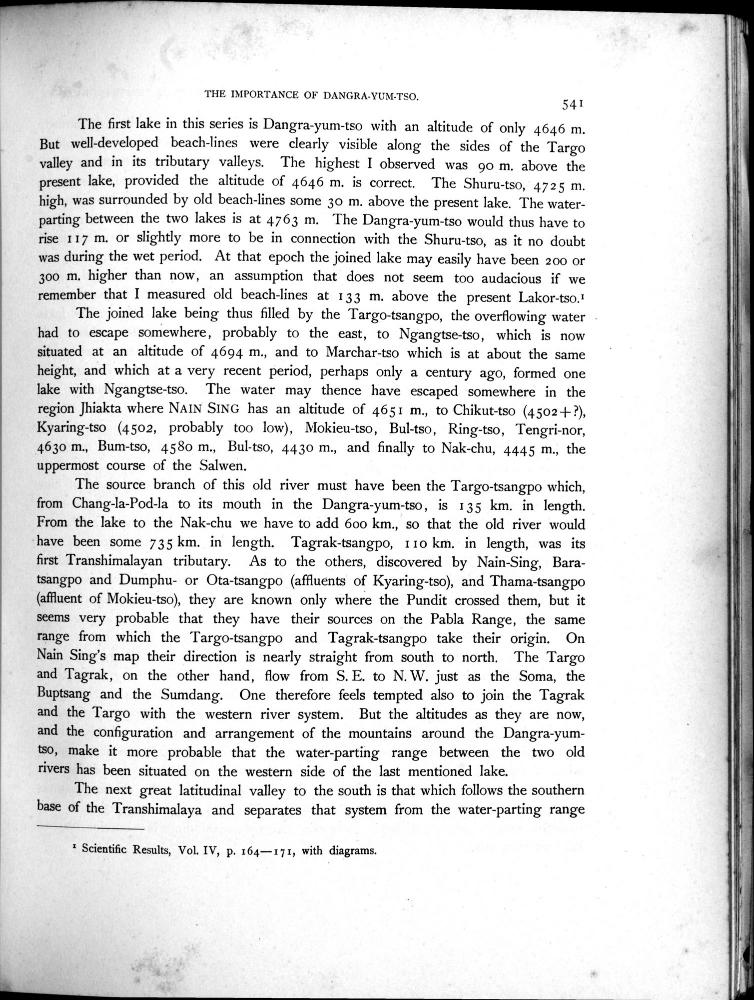 THE IMPORTANCE OF DANGRA-YUM-TSO.
541
The first lake in this series is Dangra-yum-tso with an altitude of only 4646 m.
But well-developed beach-lines were clearly visible along the sides of the Targo
valley and in its tributary valleys. The highest I observed was 90 m. above the
present lake, provided the altitude of 4646 m. is correct. The Shuru-tso, 4725 m.
high, was surrounded by old beach-lines some 30 m. above the present lake. The water-
parting between the two lakes is at 4763 m. The Dangra-yum-tso would thus have to
rise 117 m. or slightly more to be in connection with the Shuru-tso, as it no doubt
was during the wet period. At that epoch the joined lake may easily have been 200 or
300 m. higher than now, an assumption that does not seem too audacious if we
remember that I measured old beach-lines at 133 m. above the present Lakor-tso.¹
The joined lake being thus filled by the Targo-tsangpo, the overflowing water
had to escape somewhere, probably to the east, to Ngangtse-tso, which is now
situated at an altitude of 4694 m., and to Marchar-tso which is at about the same
height, and which at a very recent period, perhaps only a century ago, formed one
lake with Ngangtse-tso. The water may thence have escaped somewhere in the
region Jhiakta where NAIN SING has an altitude of 4651 m., to Chikut-tso (4502+?),
Kyaring-tso (4502, probably too low), Mokieu-tso, Bul-tso, Ring-tso, Tengri-nor,
4630 m., Bum-tso, 4580 m., Bul-tso, 4430 m., and finally to Nak-chu, 4445 m., the
uppermost course of the Salwen.
The source branch of this old river must have been the Targo-tsangpo which,
from Chang-la-Pod-la to its mouth in the Dangra-yum-tso, is 135 km. in length.
From the lake to the Nak-chu we have to add 600 km., so that the old river would
have been some 735 km. in length. Tagrak-tsangpo, 110 km. in length, was its
first Transhimalayan tributary. As to the others, discovered by Nain-Sing, Bara-
tsangpo and Dumphu- or Ota-tsangpo (affluents of Kyaring-tso), and Thama-tsangpo
(affluent of Mokieu-tso), they are known only where the Pundit crossed them, but it
seems very probable that they have their sources on the Pabla Range, the same
range from which the Targo-tsangpo and Tagrak-tsangpo take their origin. On
Nain Sing's map their direction is nearly straight from south to north. The Targo
and Tagrak, on the other hand, flow from S. E. to N. W. just as the Soma, the
Buptsang and the Sumdang. One therefore feels tempted also to join the Tagrak
and the Targo with the western river system. But the altitudes as they are now,
and the configuration and arrangement of the mountains around the Dangra-yum-
tso, make it more probable that the water-parting range between the two old
rivers has been situated on the western side of the last mentioned lake.
The next great latitudinal valley to the south is that which follows the southern
base of the Transhimalaya and separates that system from the water-parting range
¹ Scientific Results, Vol. IV, p. 164—171, with diagrams.